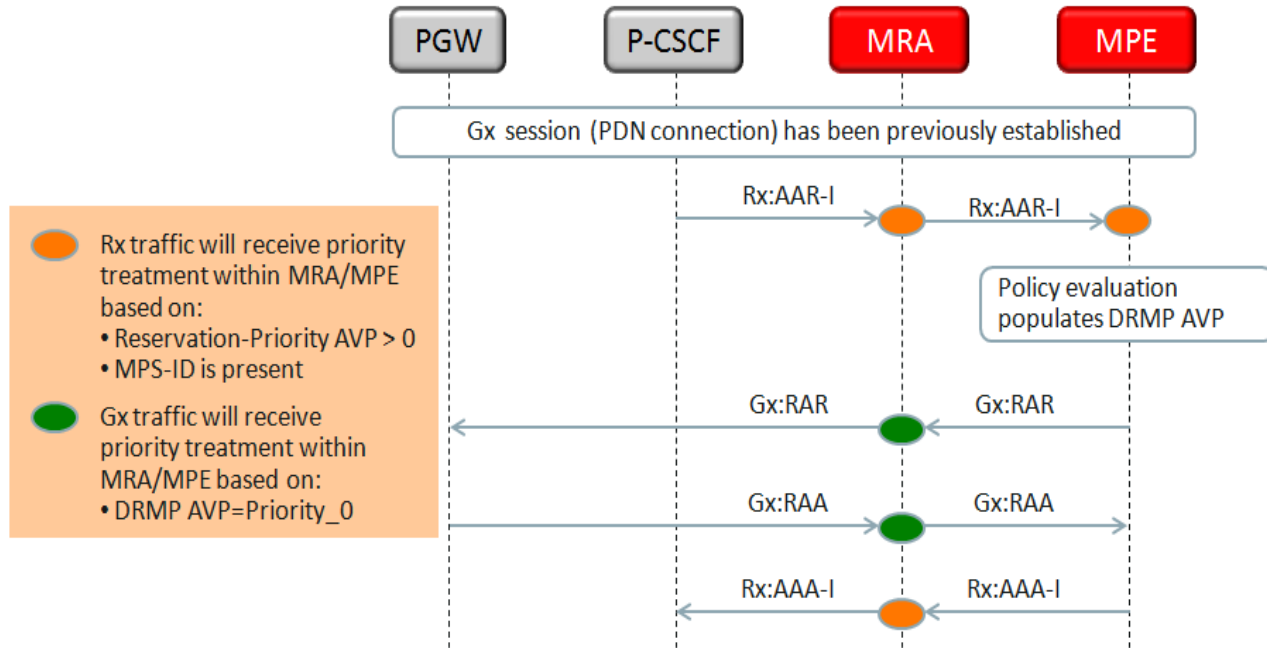 PGW
P-CSCF
MRA
MPE
Gx session (PDN connection) has been previously established
Rx:AAR-I
Rx:AAR-I
Rx traffic will receive priority
treatment within MRA/MPE
based on:
• Reservation-Priority AVP > 0
• MPS-ID is present
Gx traffic will receive
priority treatment within
MRA/MPE based on:
• DRMP AVP=Priority_0
Policy evaluation
populates DRMP AVP
Gx:RAR
Gx:RAR
Gx:RAA
Gx:RAA
Rx:AAA-I
Rx:AAA-I